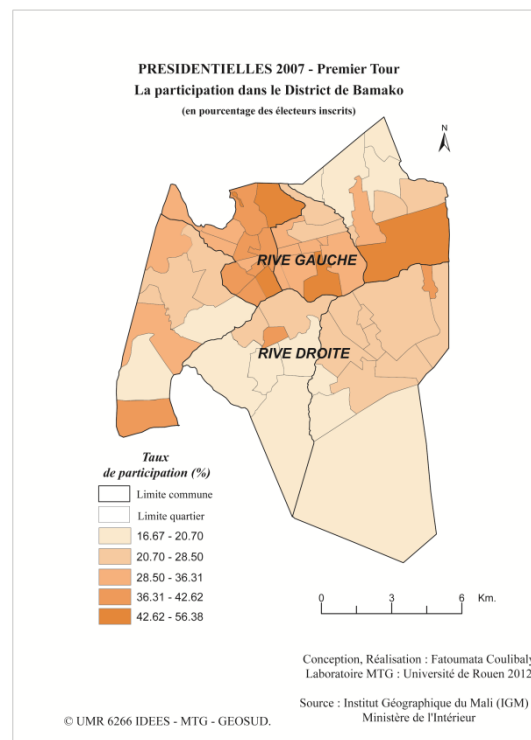 PRESIDENTIELLES 2007 - Premier Tour
La participation dans le District de Bamako
(en pourcentage des électeurs inscrits)
N
RIVE GAUCHE
RIVE DROITE
Taux
de participation (%)
Limite commune
Limite quartier
16.67 - 20.70
20.70 - 28.50
28.50 - 36.31
36.31 - 42.62
42.62 - 56.38
0 3 6 Km.
Conception, Réalisation : Fatoumata Coulibaly
Laboratoire MTG : Université de Rouen 2012
Source : Institut Géographique du Mali (IGM)
Ministère de l'Intérieur
© UMR 6266 IDEES - MTG - GEOSUD.